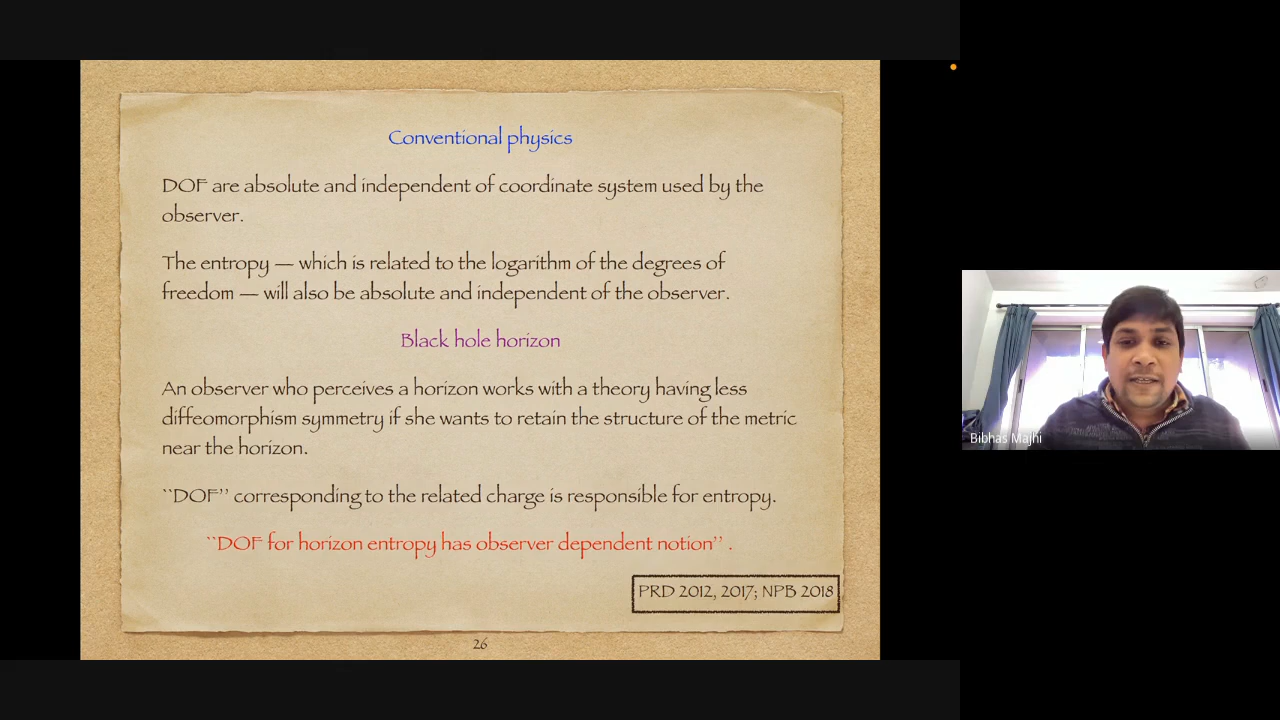 Conventional physics
DOF are absolute and independent of coordinate system used by the
observer.
The entropy — which is related to the logarithm of the degrees of
freedom — will also be absolute and independent of the observer.
Black hole horizon
An observer who perceives a horizon works with a theory having less
diffeomorphism symmetry if she wants to retain the structure of the metric
near the horizon.
``DOF’’ corresponding to the related charge is responsible for entropy.
``DOF for horizon entropy has observer dependent notion’’ .
PRD 2012, 2017; NPB 2018
26
Bibhas Majhi